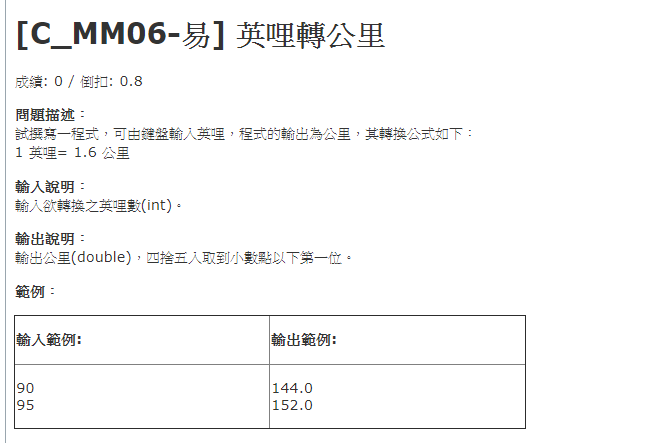 [C_MM06-易] 英哩轉公里
成績: 0 / 倒扣: 0.8
問題描述：
試撰寫一程式，可由鍵盤輸入英哩，程式的輸出為公里，其轉換公式如下：
1 英哩= 1.6 公里
輸入說明：
輸入欲轉換之英哩數(int)。
輸出說明：
輸出公里(double)，四捨五入取到小數點以下第一位。
範例：
輸入範例: 輸出範例:
90 144.0
95 152.0